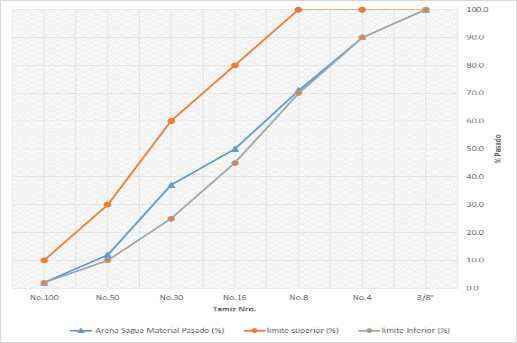 100.0
90.0
80.0
70.0
60.0
50.0
40.0
30.0
20.0
10.0
0.0
% Pasado
No.100 No.50 No.30 No.16 No.8 No.4 3/8"
Tamiz Nro.
Arena Sagua Material Pasado (%) limite superior (%) limite Inferior (%)